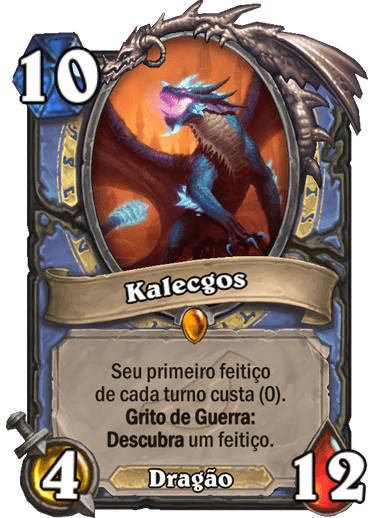 10
Kalecgos
Seu primeiro feitiço
de cada turno custa (0).
Grito de Guerra:
Descubra um feitiço.
4
Dragão
12